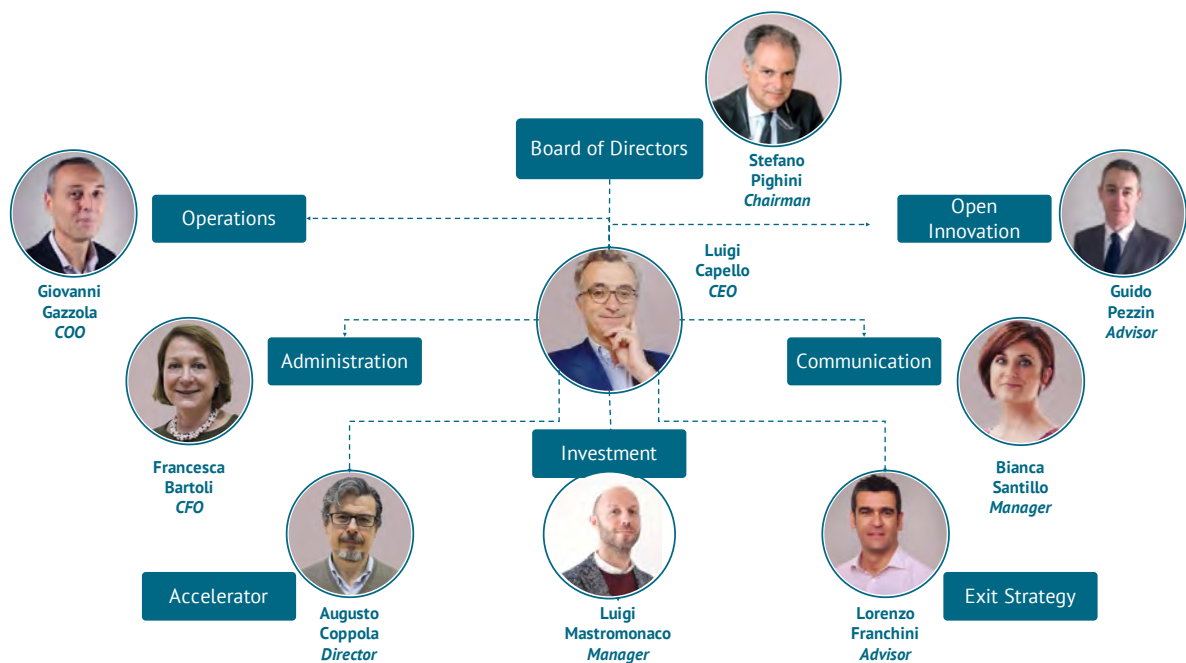 Board of Directors
Stefano
Pighini
Chairman
Operations
Open
Innovation
Giovanni
Gazzola
COO
Luigi
Capello
CEO
Guido
Pezzin
Advisor
Administration
Communication
Francesca
Bartoli
CFO
Investment
Bianca
Santillo
Manager
Accelerator
Augusto
Coppola
Director
Luigi
Mastromonaco
Manager
Lorenzo
Franchini
Advisor
Exit Strategy